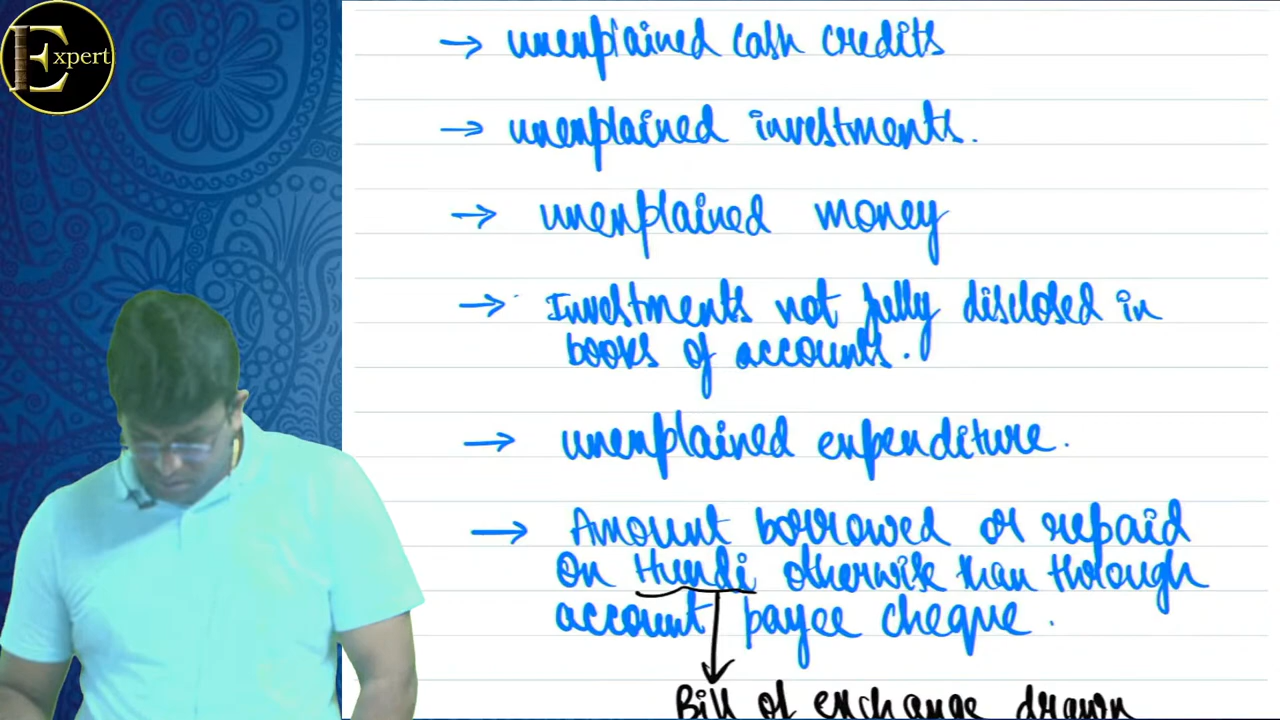 Expert
→ unexplained cash credits
→ unexplained investments.
→ unexplained money
→ Investments not fully disclosed in
books of accounts.
→ unexplained expenditure.
→ Amount borrowed or repaid
on Hundi otherwise than through
account payee cheque.
Bill of exchange drawn